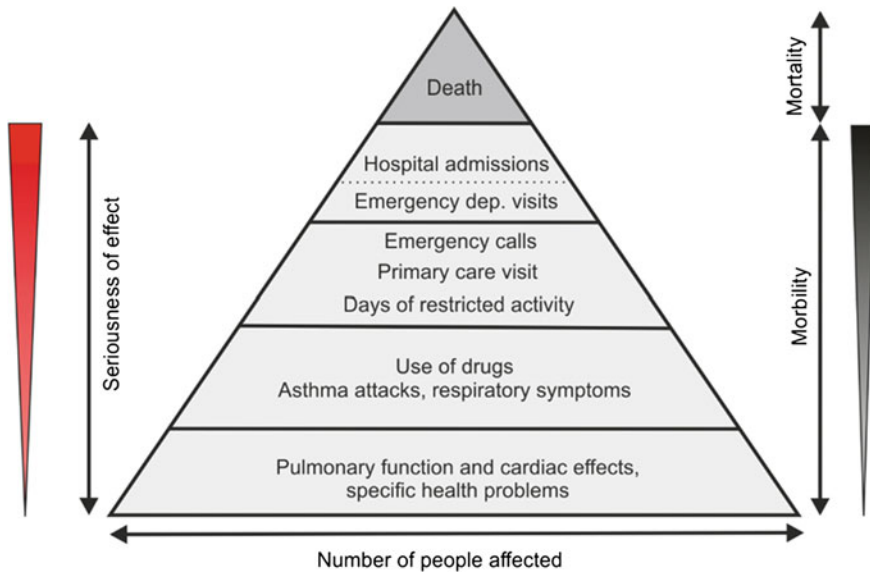 Death
Hospital admissions
Emergency dep. visits
Emergency calls
Primary care visit
Days of restricted activity
Use of drugs
Asthma attacks, respiratory symptoms
Pulmonary function and cardiac effects,
specific health problems
Number of people affected
Seriousness of effect
Mortality
Morbility